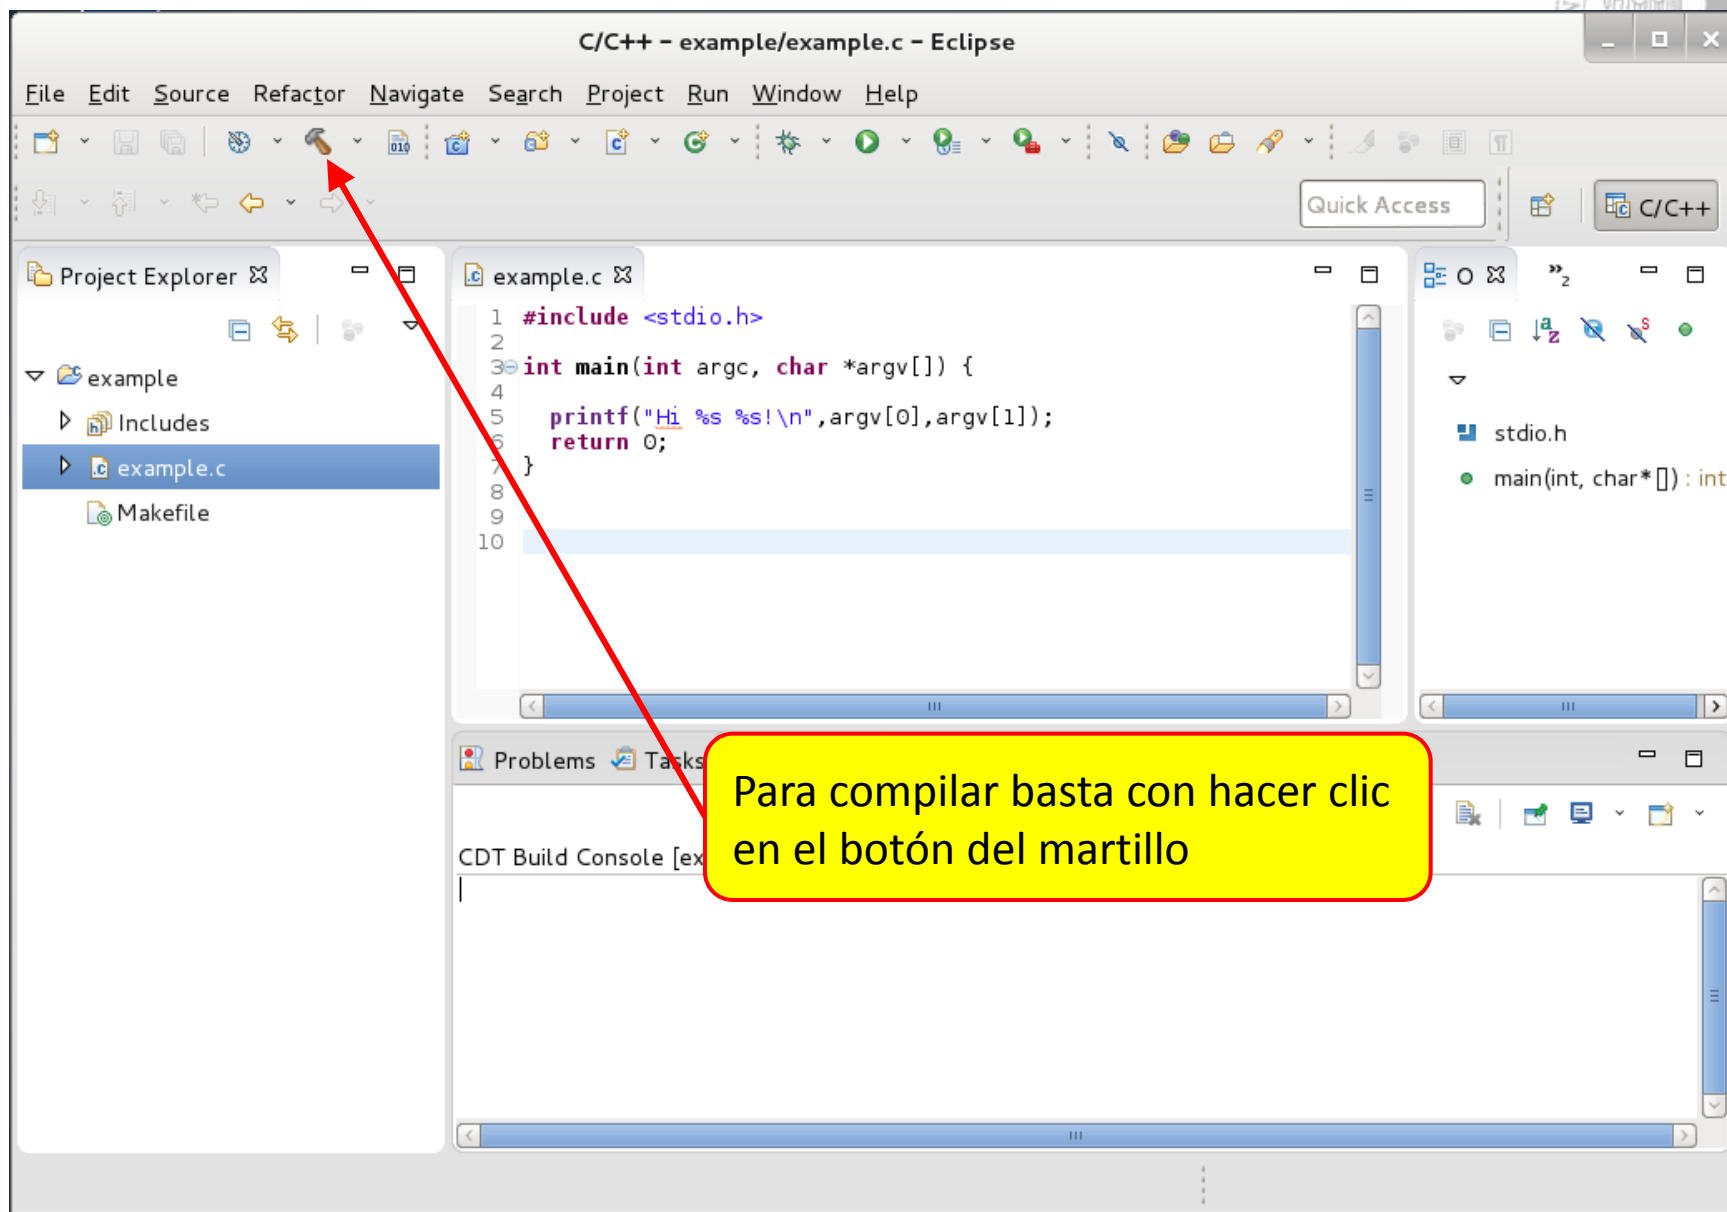 C/C++ – example/example.c – Eclipse
File Edit Source Refactor Navigate Search Project Run Window Help
010
Quick Access
C/C++
Project Explorer
example
Includes
example.c
Makefile
example.c
1 #include <stdio.h>
2
3 int main(int argc, char *argv[]) {
4
5 printf("Hi %s %s!\n",argv[0],argv[1]);
6 return 0;
7 }
8
9
10
O
»2
stdio.h
main(int, char*[]) : int
Problems Tasks
CDT Build Console [ex
Para compilar basta con hacer clic
en el botón del martillo